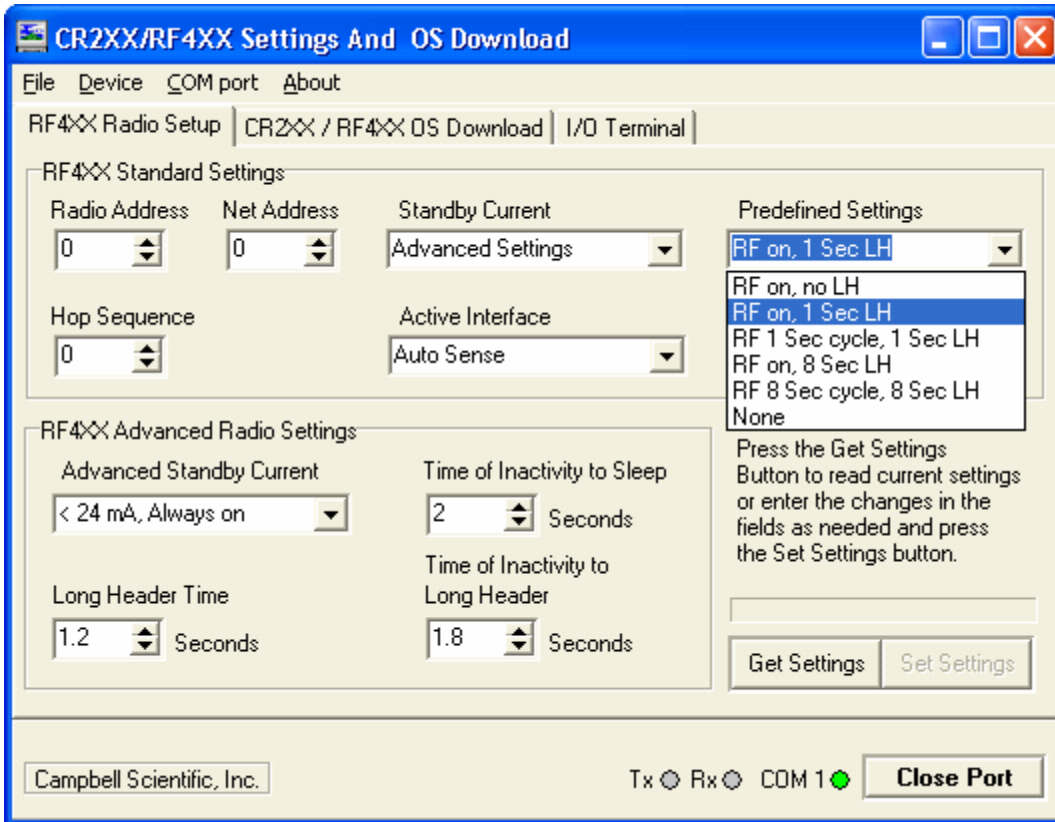 CR2XX/RF4XX Settings And OS Download
File Device COM port About
RF4XX Radio Setup CR2XX / RF4XX OS Download I/O Terminal
RF4XX Standard Settings
Radio Address Net Address Standby Current Predefined Settings
0 0 Advanced Settings RF on, 1 Sec LH
RF on, no LH
RF on, 1 Sec LH
RF 1 Sec cycle, 1 Sec LH
RF on, 8 Sec LH
RF 8 Sec cycle, 8 Sec LH
None
Hop Sequence Active Interface
0 Auto Sense
RF4XX Advanced Radio Settings
Advanced Standby Current Time of Inactivity to Sleep
< 24 mA, Always on 2 Seconds
Long Header Time Time of Inactivity to
Long Header
1.2 Seconds 1.8 Seconds
Press the Get Settings
Button to read current settings
or enter the changes in the
fields as needed and press
the Set Settings button.
Get Settings Set Settings
Campbell Scientific, Inc. Tx Rx COM 1 Close Port